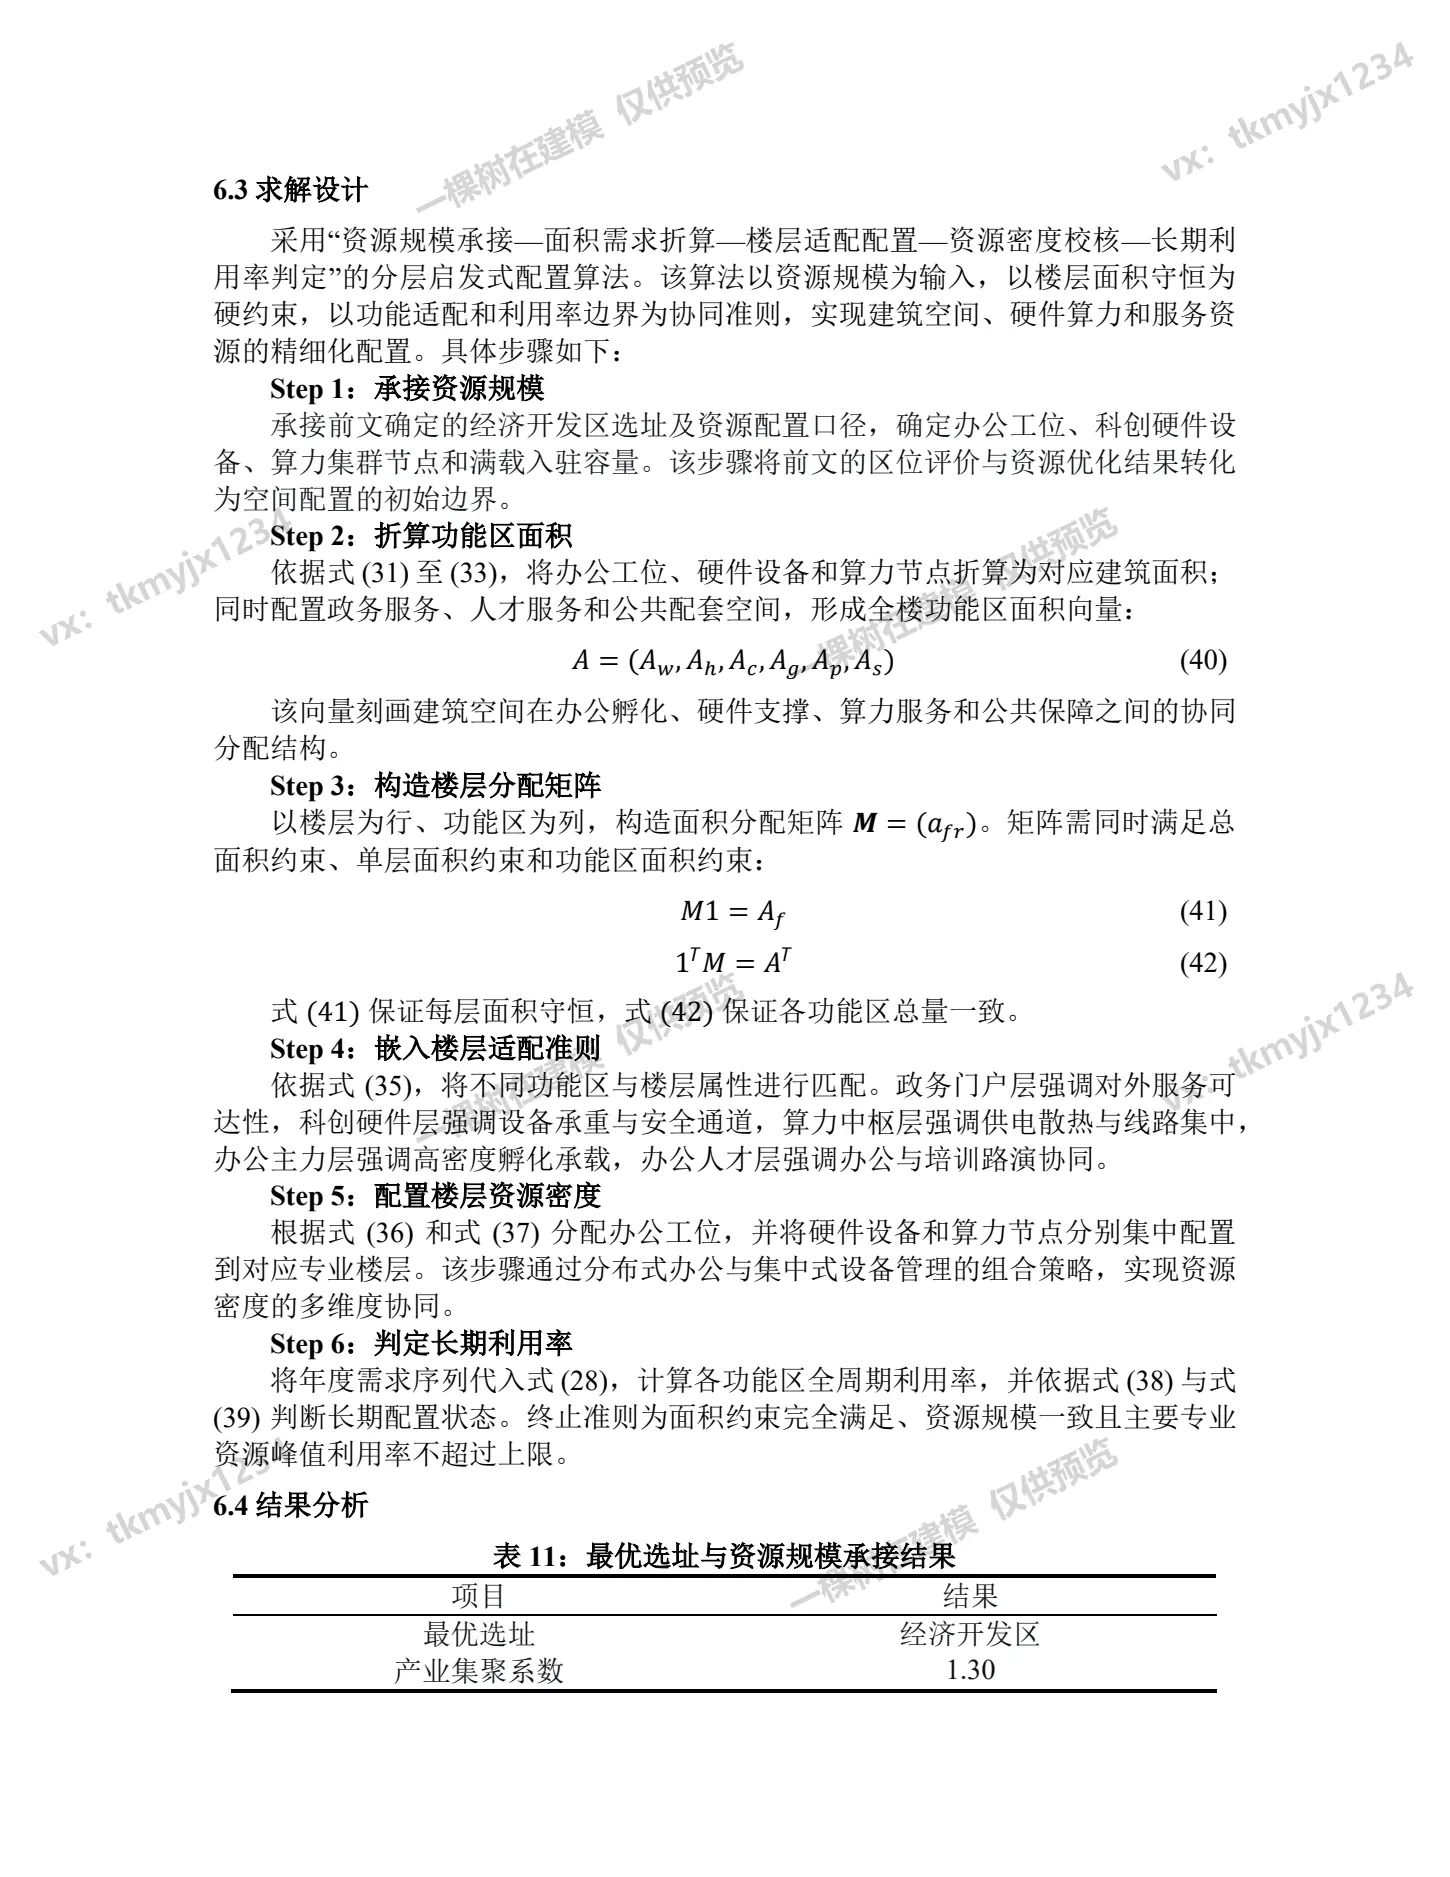 一棵树在建模 仅供预览
vx: tkmyjx1234
6.3 求解设计
采用“资源规模承接—面积需求折算—楼层适配配置—资源密度校核—长期利
用率判定”的分层启发式配置算法。该算法以资源规模为输入，以楼层面积守恒为
硬约束，以功能适配和利用率边界为协同准则，实现建筑空间、硬件算力和服务资
源的精细化配置。具体步骤如下：
Step 1：承接资源规模
承接前文确定的经济开发区选址及资源配置口径，确定办公工位、科创硬件设
备、算力集群节点和满载入驻容量。该步骤将前文的区位评价与资源优化结果转化
为空间配置的初始边界。
Step 2：折算功能区面积
vx: tkmyjx1234
一棵树在建模 仅供预览
依据式 (31) 至 (33)，将办公工位、硬件设备和算力节点折算为对应建筑面积；
同时配置政务服务、人才服务和公共配套空间，形成全楼功能区面积向量：
A = (A_w, A_h, A_c, A_g, A_p, A_s) (40)
该向量刻画建筑空间在办公孵化、硬件支撑、算力服务和公共保障之间的协同
分配结构。
Step 3：构造楼层分配矩阵
以楼层为行、功能区为列，构造面积分配矩阵 M = (a_fr)。矩阵需同时满足总
面积约束、单层面积约束和功能区面积约束：
M1 = A_f (41)
1^T M = A^T (42)
式 (41) 保证每层面积守恒，式 (42) 保证各功能区总量一致。
一棵树在建模 仅供预览
vx: tkmyjx1234
Step 4：嵌入楼层适配准则
依据式 (35)，将不同功能区与楼层属性进行匹配。政务门户层强调对外服务可
达性，科创硬件层强调设备承重与安全通道，算力中枢层强调供电散热与线路集中，
办公主力层强调高密度孵化承载，办公人才层强调办公与培训路演协同。
Step 5：配置楼层资源密度
根据式 (36) 和式 (37) 分配办公工位，并将硬件设备和算力节点分别集中配置
到对应专业楼层。该步骤通过分布式办公与集中式设备管理的组合策略，实现资源
密度的多维度协同。
Step 6：判定长期利用率
将年度需求序列代入式 (28)，计算各功能区全周期利用率，并依据式 (38) 与式
(39) 判断长期配置状态。终止准则为面积约束完全满足、资源规模一致且主要专业
资源峰值利用率不超过上限。
vx: tkmyjx1234
一棵树在建模 仅供预览
6.4 结果分析
表 11：最优选址与资源规模承接结果
项目 结果
最优选址 经济开发区
产业集聚系数 1.30